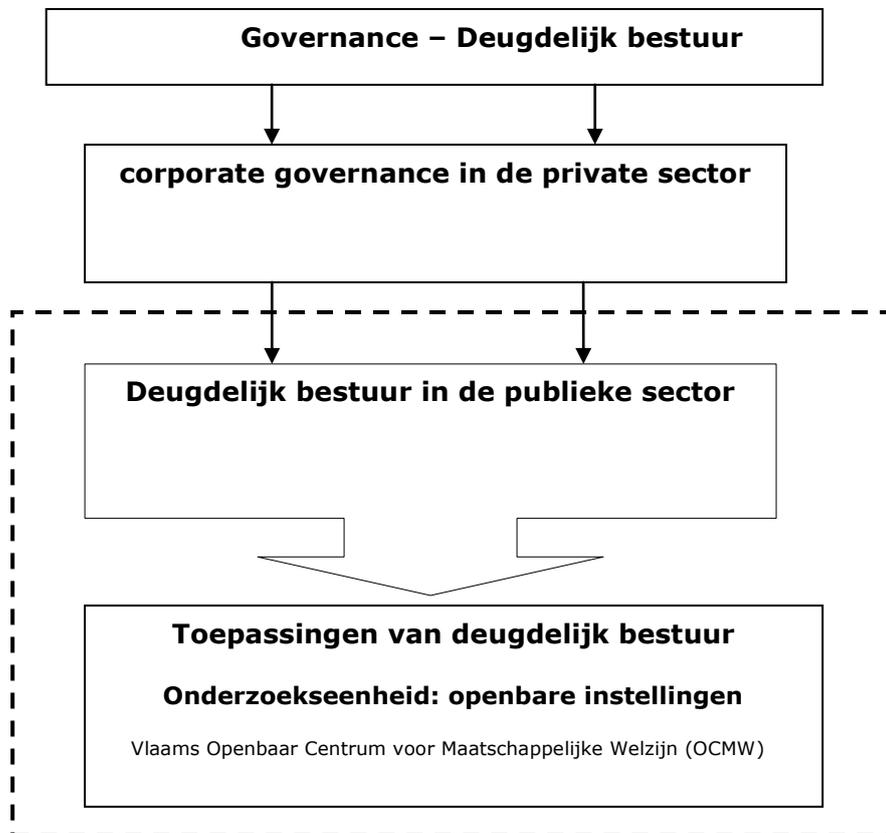 Governance – Deugdelijk bestuur
corporate governance in de private sector
Deugdelijk bestuur in de publieke sector
Toepassingen van deugdelijk bestuur
Onderzoekseenheid: openbare instellingen
Vlaams Openbaar Centrum voor Maatschappelijke Welzijn (OCMW)